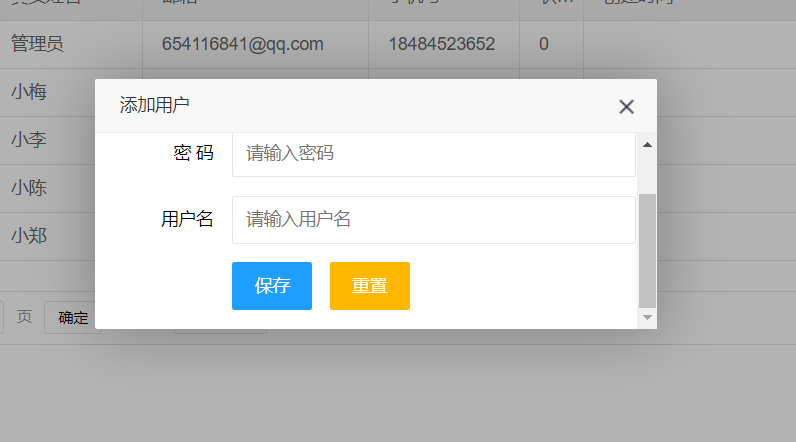 管理员 654116841@qq.com 18484523652 0
小梅
添加用户
小李
密 码 请输入密码
小陈
用户名 请输入用户名
小郑
保存 重置
页 确定